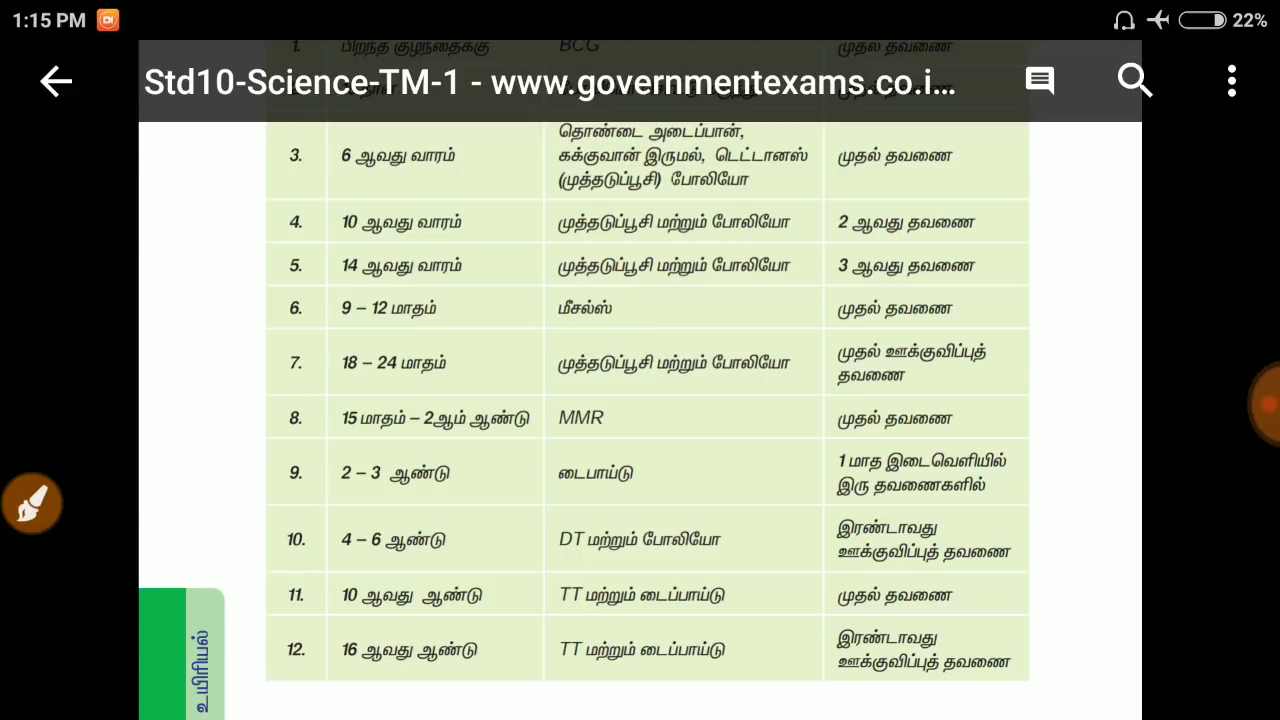 1:15 PM
22%
Std10-Science-TM-1 - www.governmentexams.co.i...
1. பிறந்த குழந்தைக்கு BCG முதல் தவணை
தொண்டை அடைப்பான்,
3. 6 ஆவது வாரம் கக்குவான் இருமல், டெட்டானஸ் முதல் தவணை
(முத்தடுப்பூசி) போலியோ
4. 10 ஆவது வாரம் முத்தடுப்பூசி மற்றும் போலியோ 2 ஆவது தவணை
5. 14 ஆவது வாரம் முத்தடுப்பூசி மற்றும் போலியோ 3 ஆவது தவணை
6. 9 – 12 மாதம் மீசல்ஸ் முதல் தவணை
7. 18 – 24 மாதம் முத்தடுப்பூசி மற்றும் போலியோ முதல் ஊக்குவிப்புத்
தவணை
8. 15 மாதம் – 2ஆம் ஆண்டு MMR முதல் தவணை
9. 2 – 3 ஆண்டு டைபாய்டு 1 மாத இடைவெளியில்
இரு தவணைகளில்
10. 4 – 6 ஆண்டு DT மற்றும் போலியோ இரண்டாவது
ஊக்குவிப்புத் தவணை
11. 10 ஆவது ஆண்டு TT மற்றும் டைப்பாய்டு முதல் தவணை
12. 16 ஆவது ஆண்டு TT மற்றும் டைப்பாய்டு இரண்டாவது
ஊக்குவிப்புத் தவணை
உயிரியல்